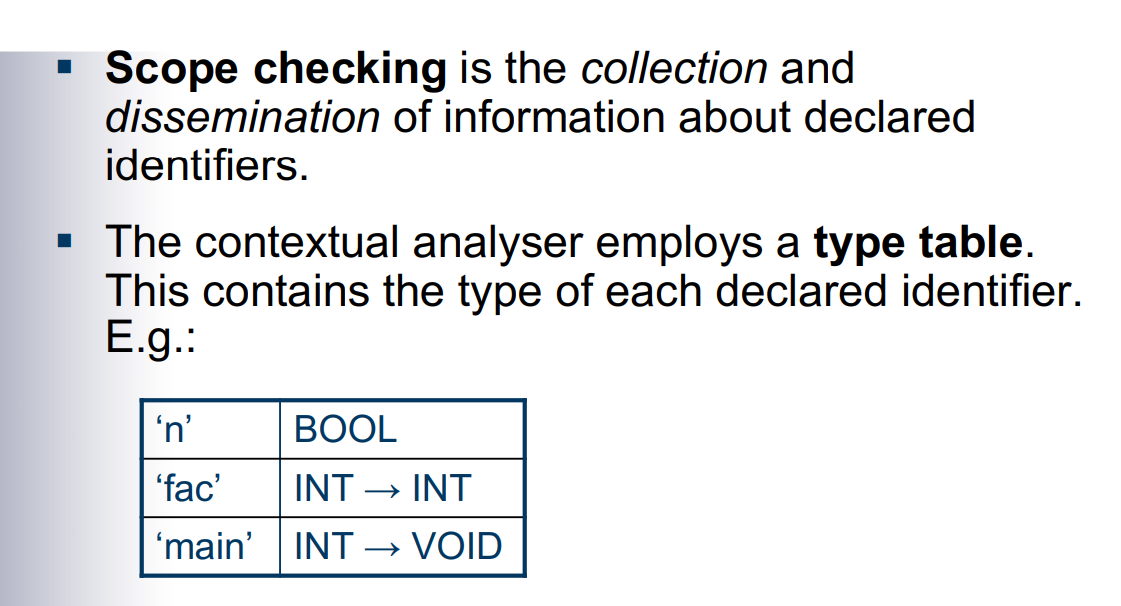 ▪ Scope checking is the collection and
dissemination of information about declared
identifiers.
▪ The contextual analyser employs a type table.
This contains the type of each declared identifier.
E.g.:
‘n’ BOOL
‘fac’ INT → INT
‘main’ INT → VOID